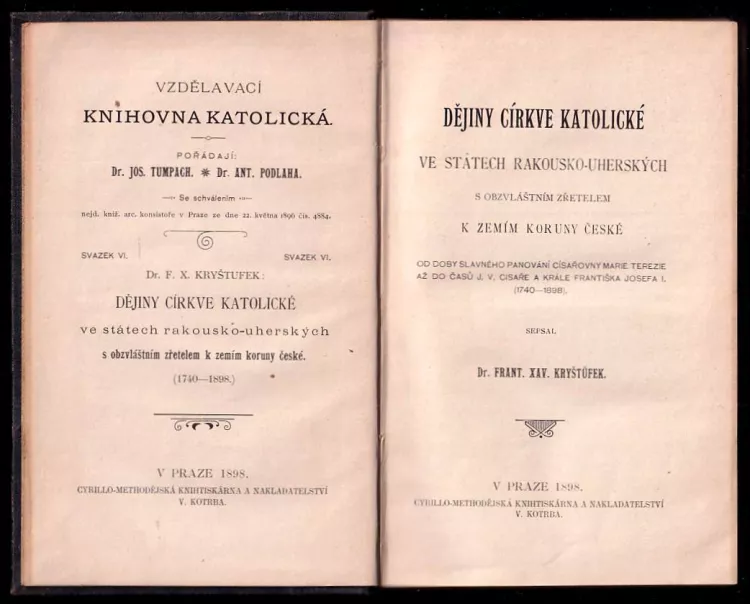 VZDĚLAVACÍ
KNIHOVNA KATOLICKÁ.
POŘÁDAJÍ:
Dr. JOS. TUMPACH. ✷ Dr. ANT. PODLAHA.
Se schválením
nejd. kníž. arc. konsistoře v Praze ze dne 22. května 1896 čís. 4884.
SVAZEK VI. SVAZEK VI.
Dr. F. X. KRYŠTUFEK:
DĚJINY CÍRKVE KATOLICKÉ
ve státech rakousko-uherských
s obzvláštním zřetelem k zemím koruny české.
(1740—1898.)
V PRAZE 1898.
CYRILLO-METHODĚJSKÁ KNIHTISKÁRNA A NAKLADATELSTVÍ
V. KOTRBA.
DĚJINY CÍRKVE KATOLICKÉ
VE STÁTECH RAKOUSKO-UHERSKÝCH
S OBZVLÁŠTNÍM ZŘETELEM
K ZEMÍM KORUNY ČESKÉ
OD DOBY SLAVNÉHO PANOVÁNÍ CÍSAŘOVNY MARIE TEREZIE
AŽ DO ČASŮ J. V. CISAŘE A KRÁLE FRANTIŠKA JOSEFA I.
(1740—1898).
SEPSAL
Dr. FRANT. XAV. KRYŠTŮFEK.
V PRAZE 1898.
CYRILLO-METHODĚJSKÁ KNIHTISKÁRNA A NAKLADATELSTVÍ
V. KOTRBA.